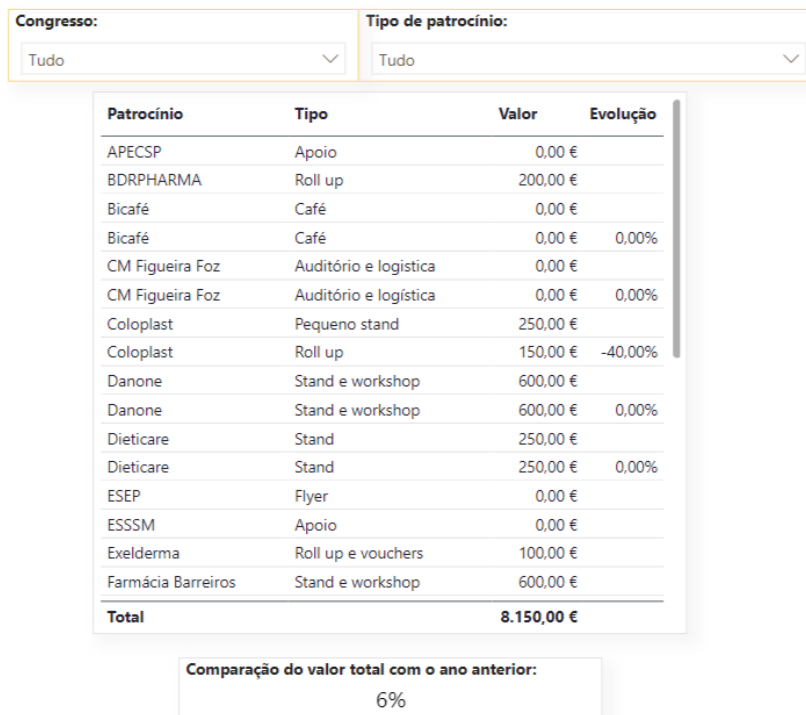 Congresso: Tipo de patrocínio:
Tudo Tudo
Patrocínio Tipo Valor Evolução
APECSP Apoio 0,00 €
BDRPHARMA Roll up 200,00 €
Bicafé Café 0,00 €
Bicafé Café 0,00 € 0,00%
CM Figueira Foz Auditório e logistica 0,00 €
CM Figueira Foz Auditório e logística 0,00 € 0,00%
Coloplast Pequeno stand 250,00 €
Coloplast Roll up 150,00 € -40,00%
Danone Stand e workshop 600,00 €
Danone Stand e workshop 600,00 € 0,00%
Dieticare Stand 250,00 €
Dieticare Stand 250,00 € 0,00%
ESEP Flyer 0,00 €
ESSSM Apoio 0,00 €
Exelderma Roll up e vouchers 100,00 €
Farmácia Barreiros Stand e workshop 600,00 €
Total 8.150,00 €
Comparação do valor total com o ano anterior:
6%